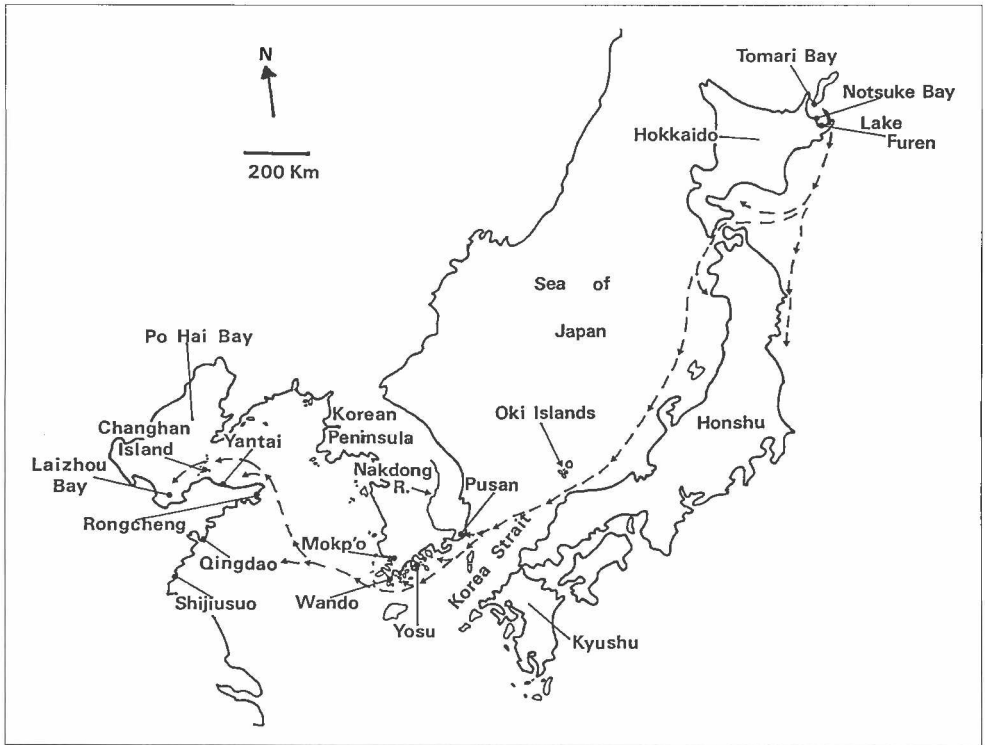 N
200 Km
Tomari Bay
Notsuke Bay
Lake
Furen
Hokkaido
Sea of
Japan
Po Hai Bay
Changhan
Island
Yantai
Laizhou
Bay
Rongcheng
Qingdao
Shijiusuo
Korean
Peninsula
Nakdong
R.
Pusan
Oki Islands
Honshu
Mokp'o
Wando
Yosu
Korea Strait
Kyushu